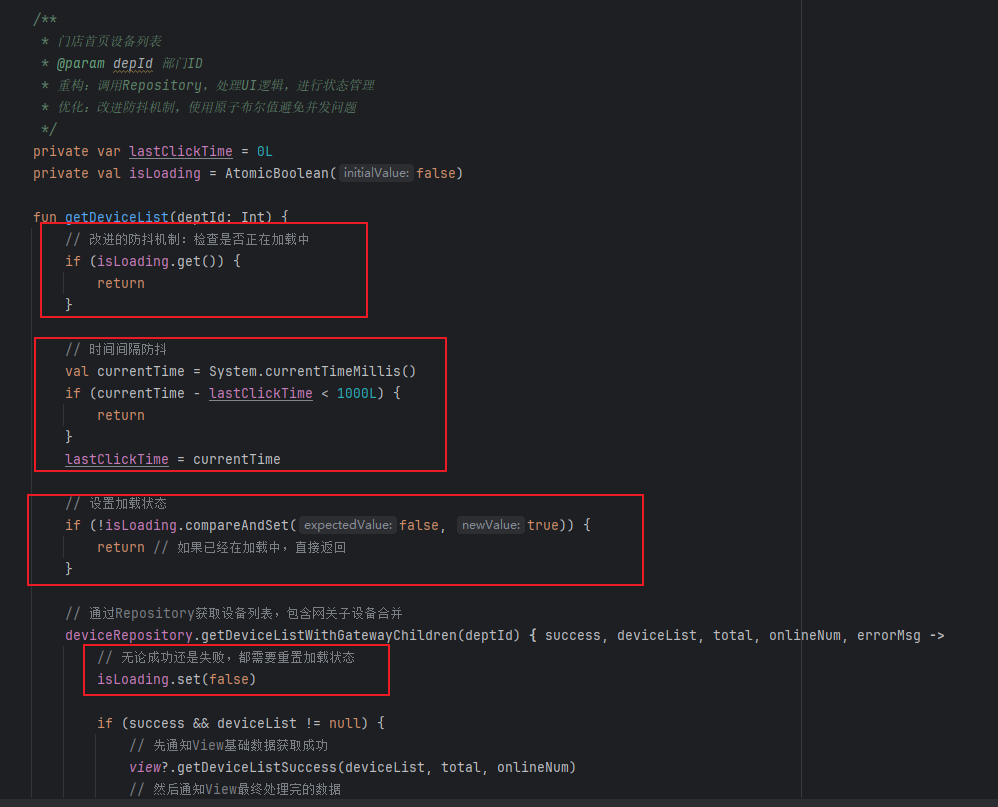 /**
 * 门店首页设备列表
 * @param depId 部门ID
 * 重构：调用Repository，处理UI逻辑，进行状态管理
 * 优化：改进防抖机制，使用原子布尔值避免并发问题
 */
private var lastClickTime = 0L
private val isLoading = AtomicBoolean( initialValue: false)
fun getDeviceList(deptId: Int) {
// 改进的防抖机制：检查是否正在加载中
if (isLoading.get()) {
return
}
// 时间间隔防抖
val currentTime = System.currentTimeMillis()
if (currentTime - lastClickTime < 1000L) {
return
}
lastClickTime = currentTime
// 设置加载状态
if (!isLoading.compareAndSet( expectedValue: false, newValue: true)) {
return // 如果已经在加载中，直接返回
}
// 通过Repository获取设备列表，包含网关子设备合并
deviceRepository.getDeviceListWithGatewayChildren(deptId) { success, deviceList, total, onlineNum, errorMsg ->
// 无论成功还是失败，都需要重置加载状态
isLoading.set(false)
if (success && deviceList != null) {
// 先通知View基础数据获取成功
view?.getDeviceListSuccess(deviceList, total, onlineNum)
// 然后通知View最终处理完的数据